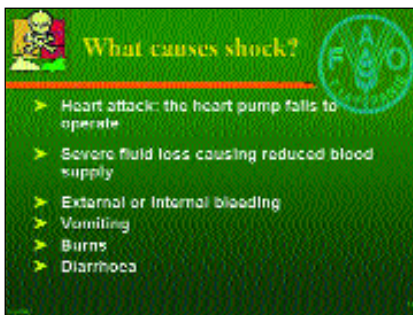 What causes shock?
F A O
Heart attack: the heart pump fails to
operate
Severe fluid loss causing reduced blood
supply
External or internal bleeding
Vomiting
Burns
Diarrhoea